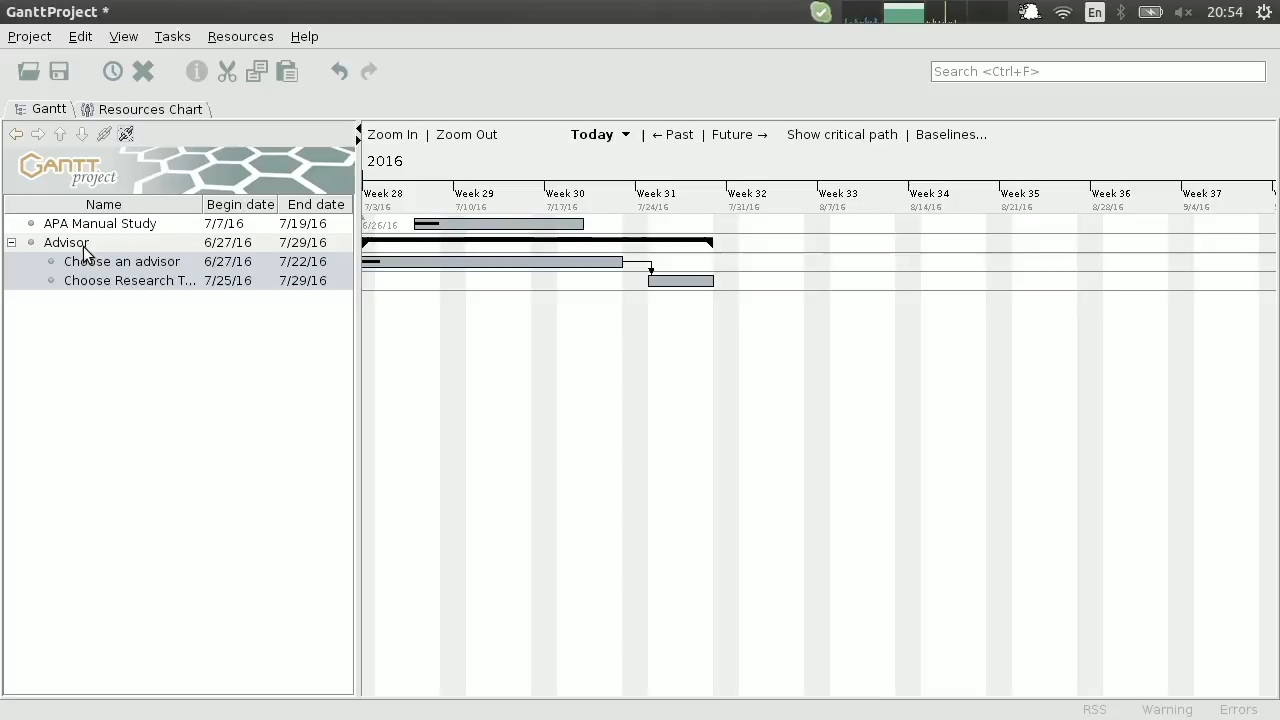 GanttProject *
En
20:54
Project Edit View Tasks Resources Help
Search <Ctrl+F>
Gantt Resources Chart
Zoom In | Zoom Out Today | ← Past | Future → Show critical path | Baselines...
GANTT project
2016
Week 28 Week 29 Week 30 Week 31 Week 32 Week 33 Week 34 Week 35 Week 36 Week 37
7/3/16 7/10/16 7/17/16 7/24/16 7/31/16 8/7/16 8/14/16 8/21/16 8/28/16 9/4/16
Name Begin date End date
APA Manual Study 7/7/16 7/19/16
6/26/16
Advisor 6/27/16 7/29/16
Choose an advisor 6/27/16 7/22/16
Choose Research T... 7/25/16 7/29/16
RSS Warning Errors